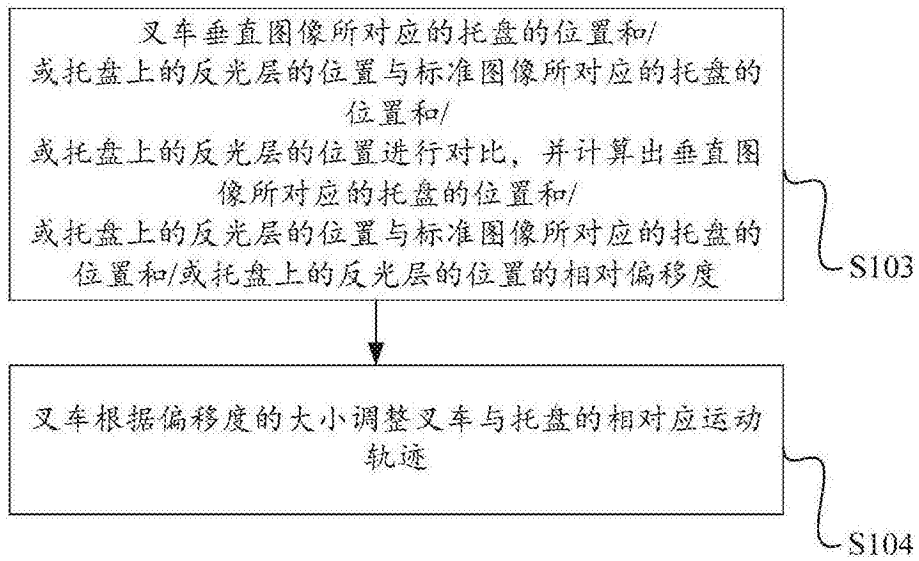 叉车垂直图像所对应的托盘的位置和/
或托盘上的反光层的位置与标准图像所对应的托盘的
位置和/
或托盘上的反光层的位置进行对比，并计算出垂直图
像所对应的托盘的位置和/
或托盘上的反光层的位置与标准图像所对应的托盘的
位置和/或托盘上的反光层的位置的相对偏移度
S103
叉车根据偏移度的大小调整叉车与托盘的相对应运动
轨迹
S104